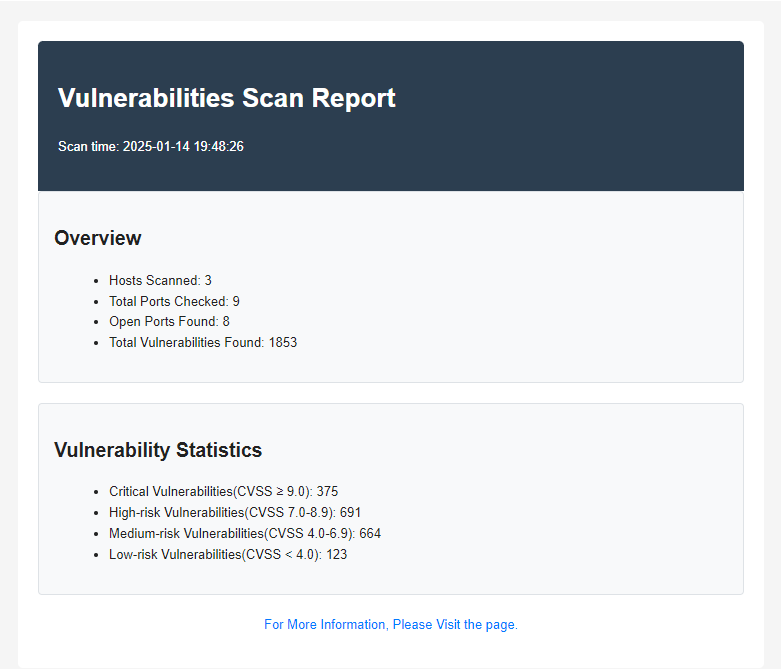 Vulnerabilities Scan Report
Scan time: 2025-01-14 19:48:26
Overview
• Hosts Scanned: 3
• Total Ports Checked: 9
• Open Ports Found: 8
• Total Vulnerabilities Found: 1853
Vulnerability Statistics
• Critical Vulnerabilities(CVSS ≥ 9.0): 375
• High-risk Vulnerabilities(CVSS 7.0-8.9): 691
• Medium-risk Vulnerabilities(CVSS 4.0-6.9): 664
• Low-risk Vulnerabilities(CVSS < 4.0): 123
For More Information, Please Visit the page.